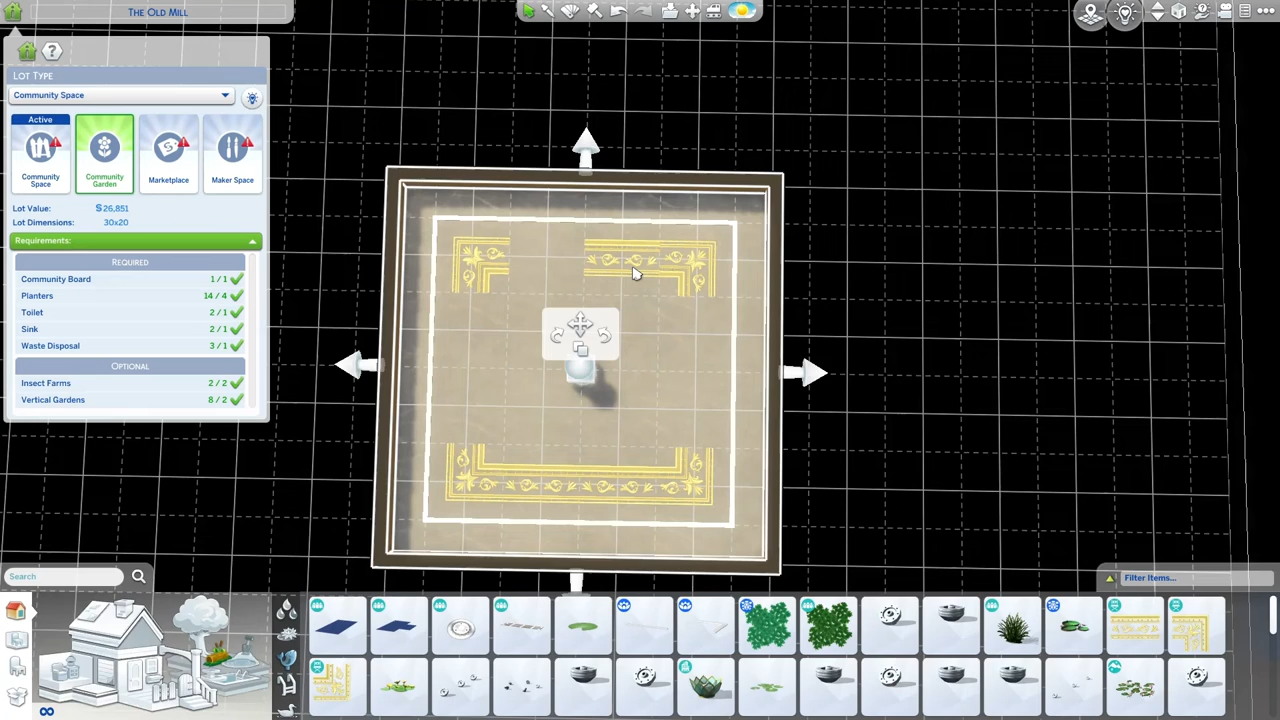 THE OLD MILL
LOT TYPE
Community Space
Active
Community Space
Community Garden
Marketplace
Maker Space
Lot Value: §26,851
Lot Dimensions: 30x20
Requirements:
REQUIRED
Community Board 1/1
Planters 14/4
Toilet 2/1
Sink 2/1
Waste Disposal 3/1
OPTIONAL
Insect Farms 2/2
Vertical Gardens 8/2
Search
Filter Items...